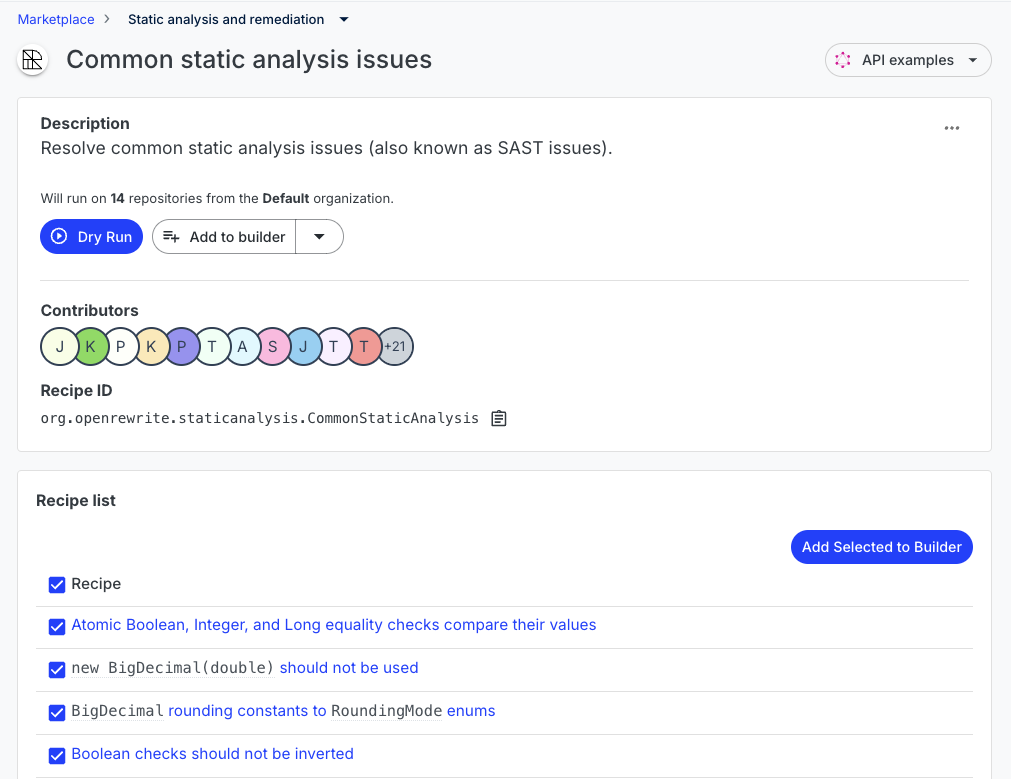 Marketplace > Static analysis and remediation
Common static analysis issues
API examples
Description
Resolve common static analysis issues (also known as SAST issues).
Will run on 14 repositories from the Default organization.
Dry Run
Add to builder
Contributors
J K P K P T A S J T T +21
Recipe ID
org.openrewrite.staticanalysis.CommonStaticAnalysis
Recipe list
Add Selected to Builder
Recipe
Atomic Boolean, Integer, and Long equality checks compare their values
new BigDecimal(double) should not be used
BigDecimal rounding constants to RoundingMode enums
Boolean checks should not be inverted